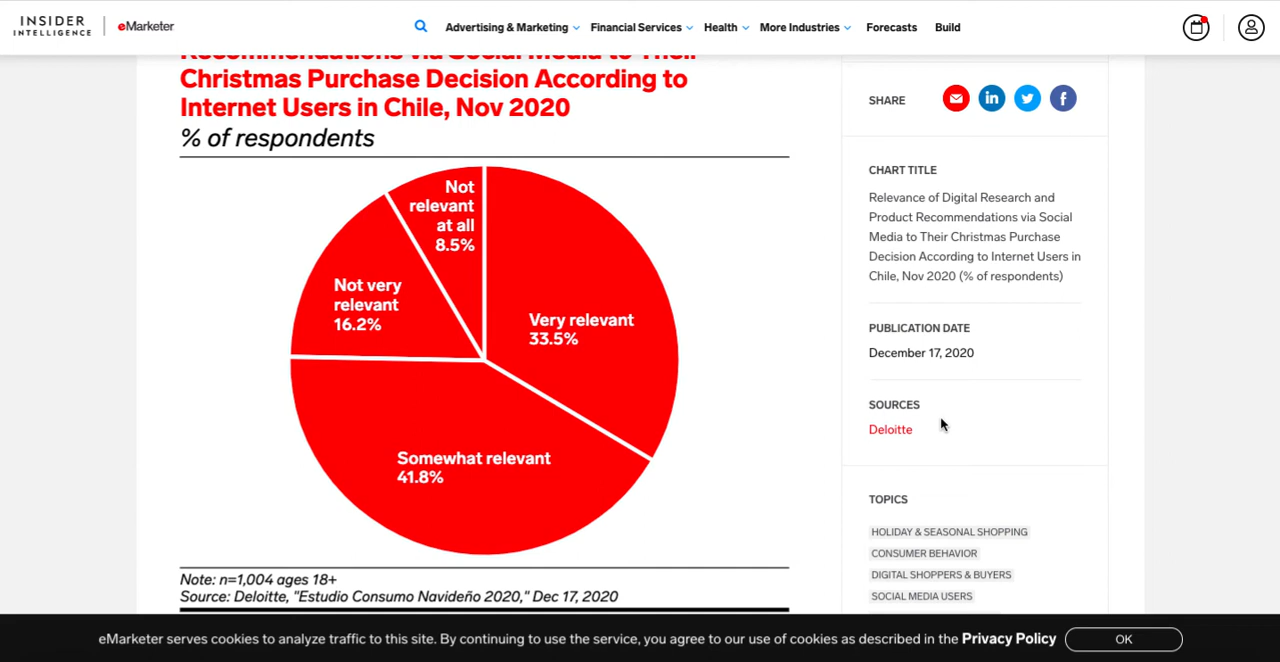 INSIDER
INTELLIGENCE
eMarketer
Advertising & Marketing
Financial Services
Health
More Industries
Forecasts
Build
Recommendations via Social Media to Their
Christmas Purchase Decision According to
Internet Users in Chile, Nov 2020
% of respondents
Not
relevant
at all
8.5%
Not very
relevant
16.2%
Very relevant
33.5%
Somewhat relevant
41.8%
Note: n=1,004 ages 18+
Source: Deloitte, "Estudio Consumo Navideño 2020," Dec 17, 2020
SHARE
in
f
CHART TITLE
Relevance of Digital Research and
Product Recommendations via Social
Media to Their Christmas Purchase
Decision According to Internet Users in
Chile, Nov 2020 (% of respondents)
PUBLICATION DATE
December 17, 2020
SOURCES
Deloitte
TOPICS
HOLIDAY & SEASONAL SHOPPING
CONSUMER BEHAVIOR
DIGITAL SHOPPERS & BUYERS
SOCIAL MEDIA USERS
eMarketer serves cookies to analyze traffic to this site. By continuing to use the service, you agree to our use of cookies as described in the Privacy Policy
OK